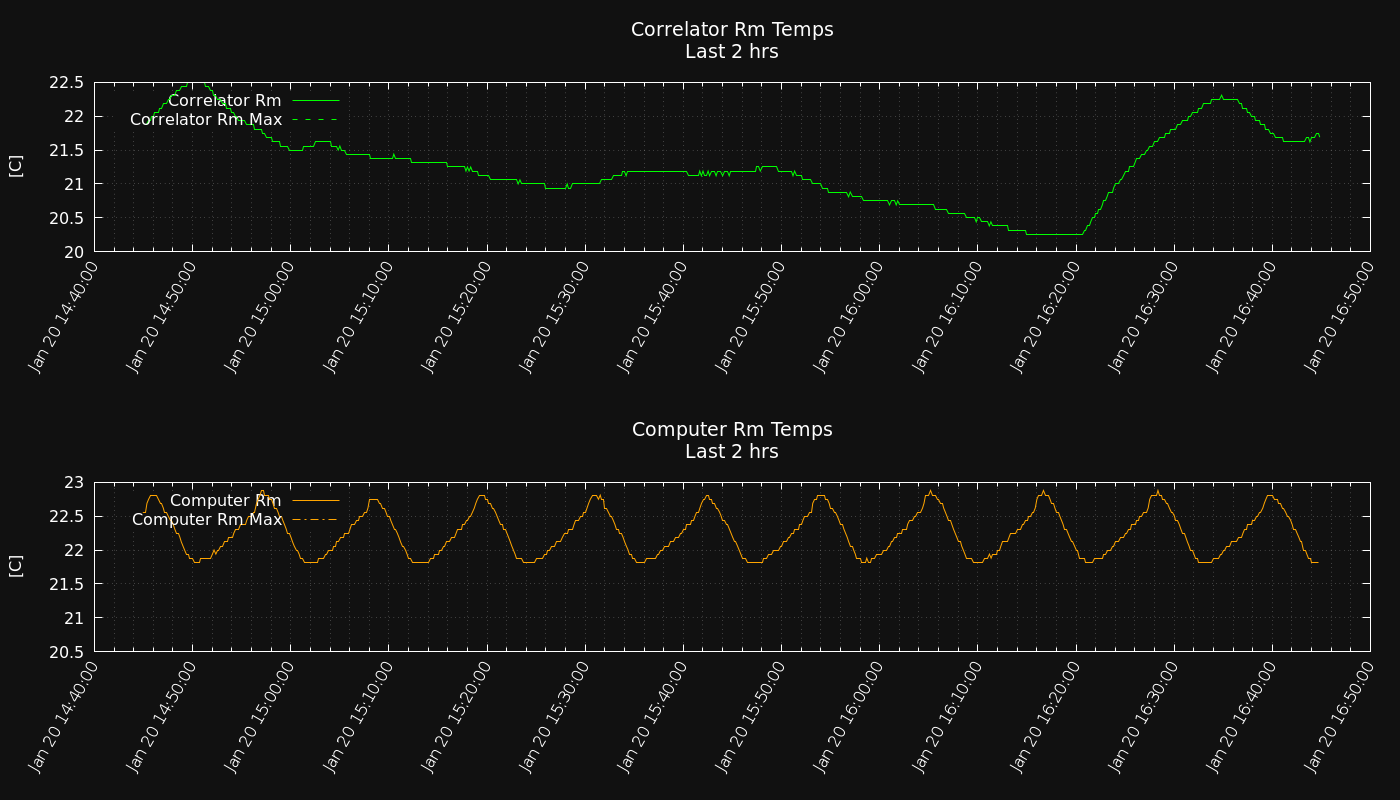 Correlator Rm Temps
Last 2 hrs
[C]
22.5
22
21.5
21
20.5
20
Correlator Rm
Correlator Rm Max
Jan 20 14:40:00
Jan 20 14:50:00
Jan 20 15:00:00
Jan 20 15:10:00
Jan 20 15:20:00
Jan 20 15:30:00
Jan 20 15:40:00
Jan 20 15:50:00
Jan 20 16:00:00
Jan 20 16:10:00
Jan 20 16:20:00
Jan 20 16:30:00
Jan 20 16:40:00
Jan 20 16:50:00
Computer Rm Temps
Last 2 hrs
[C]
23
22.5
22
21.5
21
20.5
Computer Rm
Computer Rm Max
Jan 20 14:40:00
Jan 20 14:50:00
Jan 20 15:00:00
Jan 20 15:10:00
Jan 20 15:20:00
Jan 20 15:30:00
Jan 20 15:40:00
Jan 20 15:50:00
Jan 20 16:00:00
Jan 20 16:10:00
Jan 20 16:20:00
Jan 20 16:30:00
Jan 20 16:40:00
Jan 20 16:50:00